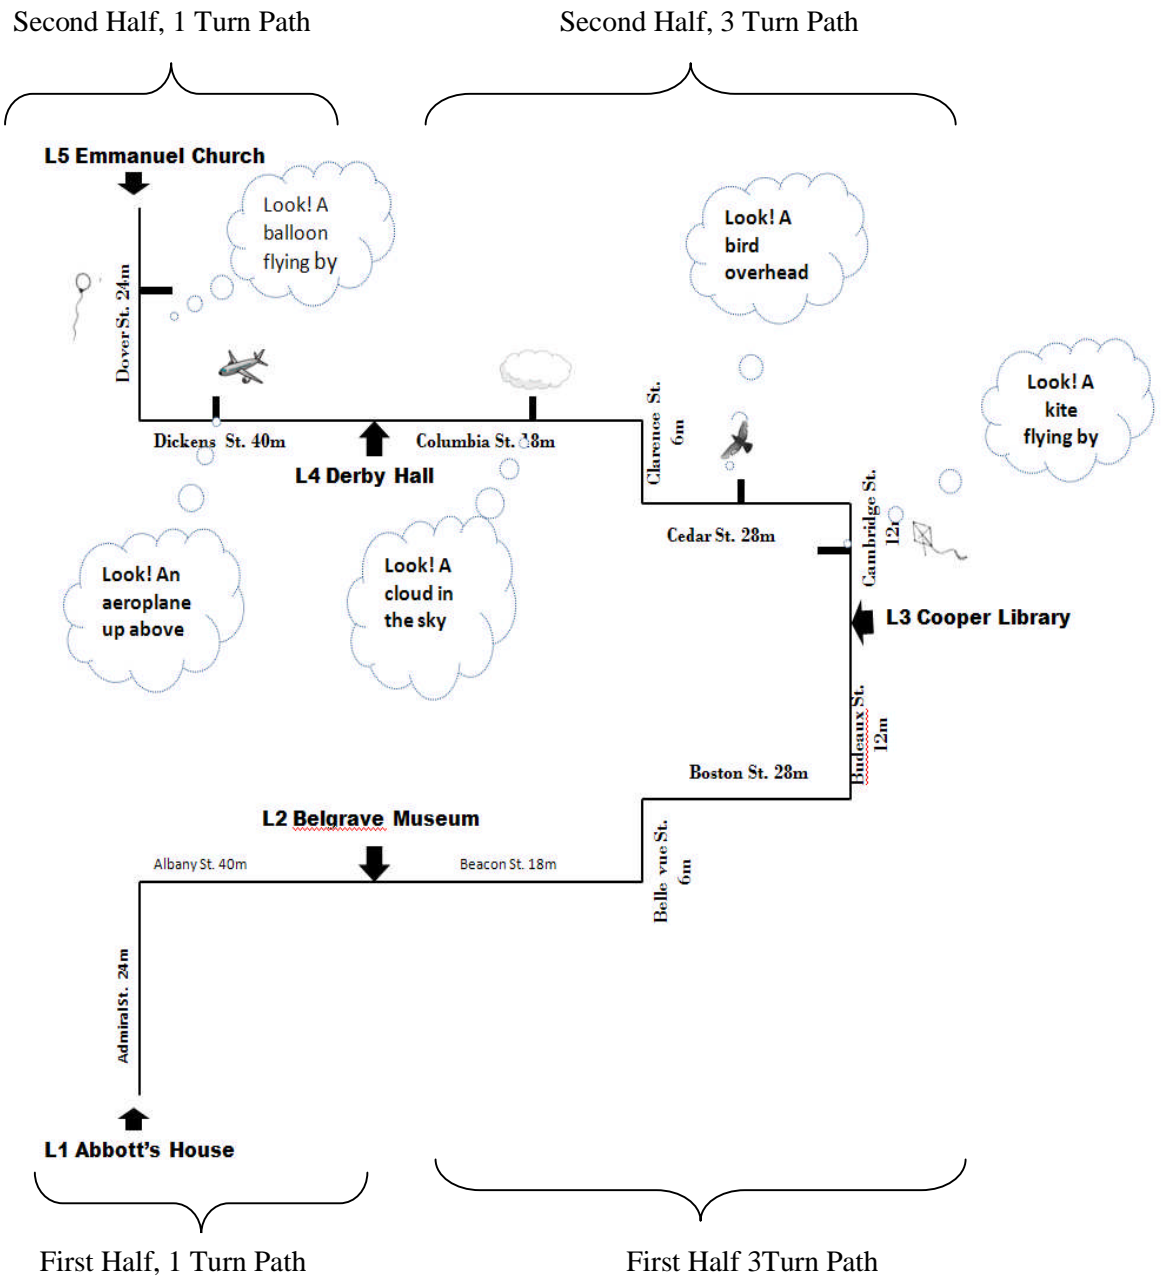 Second Half, 1 Turn Path
Second Half, 3 Turn Path
L5 Emmanuel Church
Look! A
balloon
flying by
Look! A
bird
overhead
Dover St. 24m
Look! A
kite
flying by
Clarence St.
6m
Dickens St. 40m
Columbia St. 18m
L4 Derby Hall
Cedar St. 28m
Cambridge St.
12m
Look! An
aeroplane
up above
Look! A
cloud in
the sky
L3 Cooper Library
Budeaux St.
12m
Boston St. 28m
L2 Belgrave Museum
Albany St. 40m
Beacon St. 18m
Belle vue St.
6m
Admiral St. 24m
L1 Abbott's House
First Half, 1 Turn Path
First Half 3Turn Path